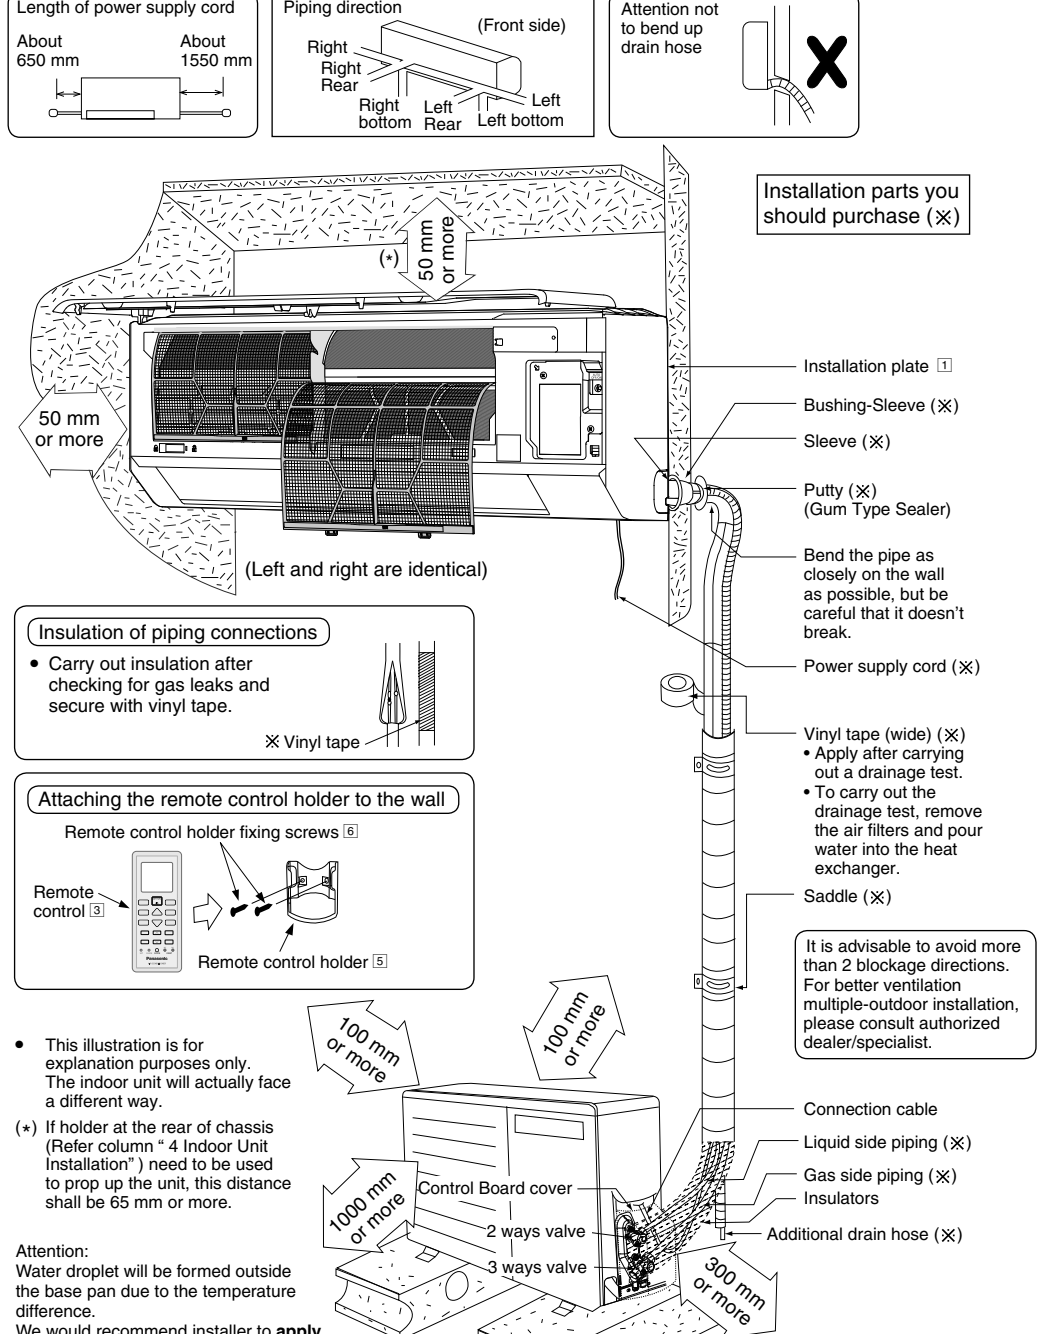 Length of power supply cord
About
650 mm
About
1550 mm
Piping direction
(Front side)
Right
Right
Rear
Right
bottom
Left
Rear
Left
Left bottom
Attention not
to bend up
drain hose
Installation parts you
should purchase (※)
(*)
50 mm
or more
50 mm
or more
(Left and right are identical)
Installation plate 1
Bushing-Sleeve (※)
Sleeve (※)
Putty (※)
(Gum Type Sealer)
Bend the pipe as
closely on the wall
as possible, but be
careful that it doesn't
break.
Power supply cord (※)
Vinyl tape (wide) (※)
• Apply after carrying
out a drainage test.
• To carry out the
drainage test, remove
the air filters and pour
water into the heat
exchanger.
Saddle (※)
Insulation of piping connections
• Carry out insulation after
checking for gas leaks and
secure with vinyl tape.
※ Vinyl tape
Attaching the remote control holder to the wall
Remote control holder fixing screws 6
Remote
control 3
Panasonic
Remote control holder 5
It is advisable to avoid more
than 2 blockage directions.
For better ventilation
multiple-outdoor installation,
please consult authorized
dealer/specialist.
• This illustration is for
explanation purposes only.
The indoor unit will actually face
a different way.
(*) If holder at the rear of chassis
(Refer column “ 4 Indoor Unit
Installation” ) need to be used
to prop up the unit, this distance
shall be 65 mm or more.
Attention:
Water droplet will be formed outside
the base pan due to the temperature
difference.
We would recommend installer to apply
100 mm
or more
100 mm
or more
1000 mm
or more
300 mm
or more
Control Board cover
2 ways valve
3 ways valve
Connection cable
Liquid side piping (※)
Gas side piping (※)
Insulators
Additional drain hose (※)